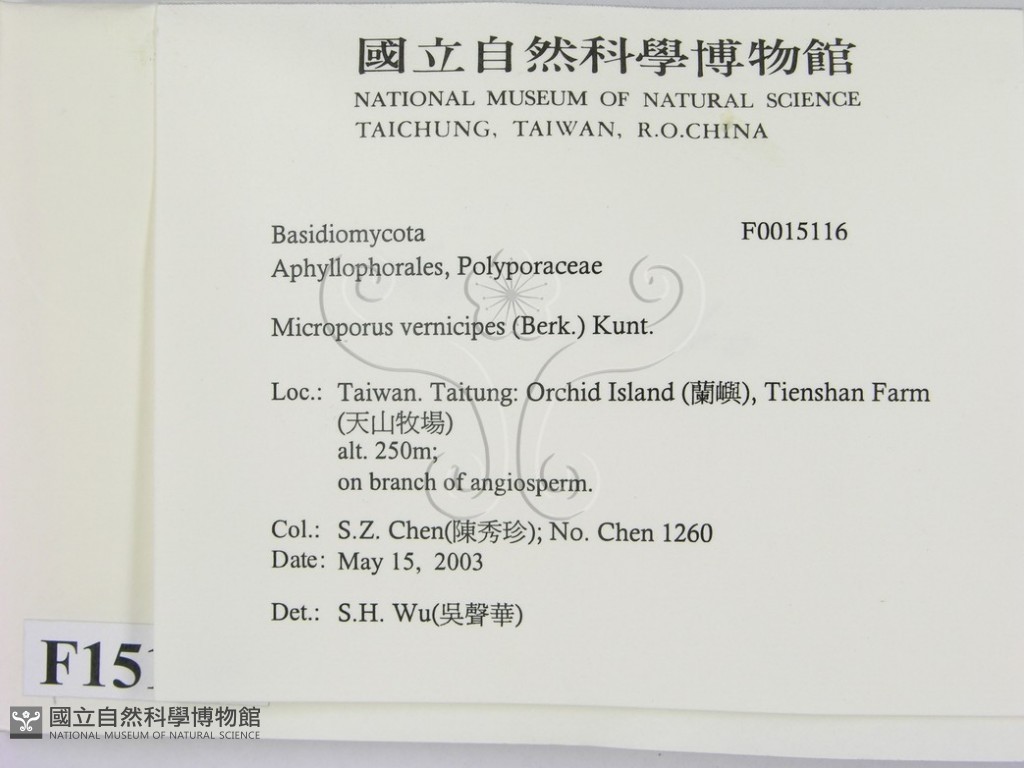 國立自然科學博物館
NATIONAL MUSEUM OF NATURAL SCIENCE
TAICHUNG, TAIWAN, R.O.CHINA
Basidiomycota F0015116
Aphyllophorales, Polyporaceae
Microporus vernicipes (Berk.) Kunt.
Loc.: Taiwan. Taitung: Orchid Island (蘭嶼), Tienshan Farm
(天山牧場)
alt. 250m;
on branch of angiosperm.
Col.: S.Z. Chen(陳秀珍); No. Chen 1260
Date: May 15, 2003
Det.: S.H. Wu(吳聲華)
F151
國立自然科學博物館
NATIONAL MUSEUM OF NATURAL SCIENCE